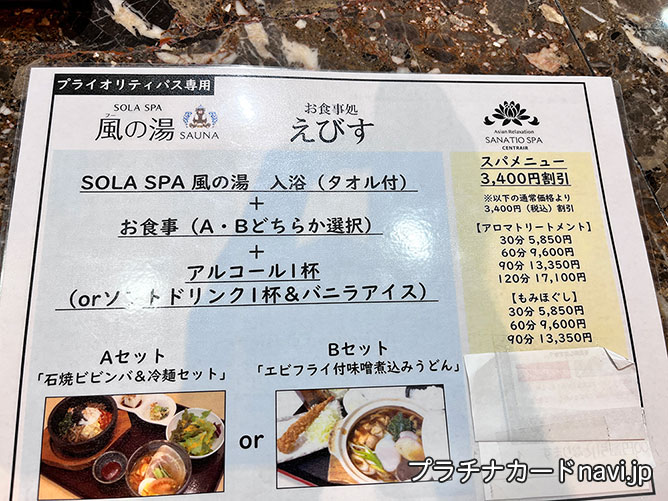 プライオリティパス専用
SOLA SPA
風の湯
フー
SAUNA
お食事処
えびす
Asian Relaxation
SANATIO SPA
CENTRAIR
SOLA SPA 風の湯 入浴（タオル付）
+
お食事（A・Bどちらか選択）
+
アルコール1杯
（orソフトドリンク1杯＆バニラアイス）
スパメニュー
3,400円割引
※以下の通常価格より
3,400円（税込）割引
【アロマトリートメント】
30分 5,850円
60分 9,600円
90分 13,350円
120分 17,100円
【もみほぐし】
30分 5,850円
60分 9,600円
90分 13,350円
Aセット
「石焼ビビンバ＆冷麺セット」
or
Bセット
「エビフライ付味噌煮込みうどん」
プラチナカードnavi.jp